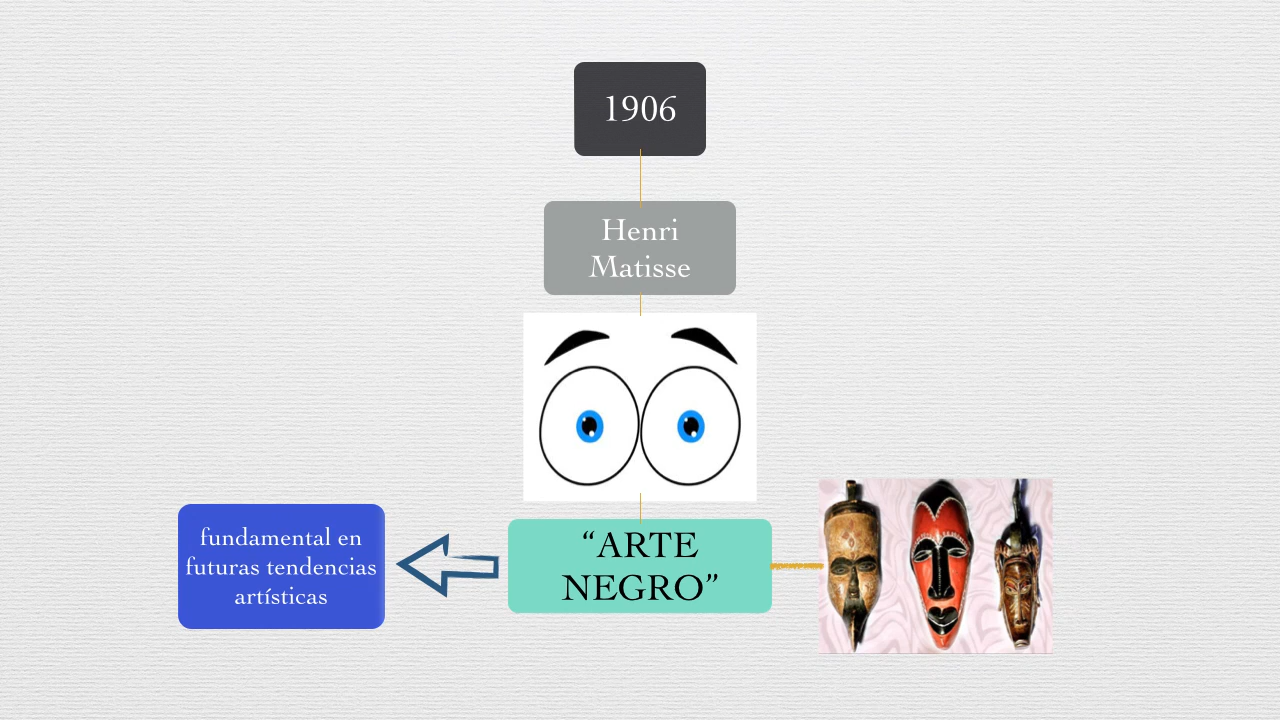 1906
Henri
Matisse
“ARTE
NEGRO”
fundamental en
futuras tendencias
artísticas